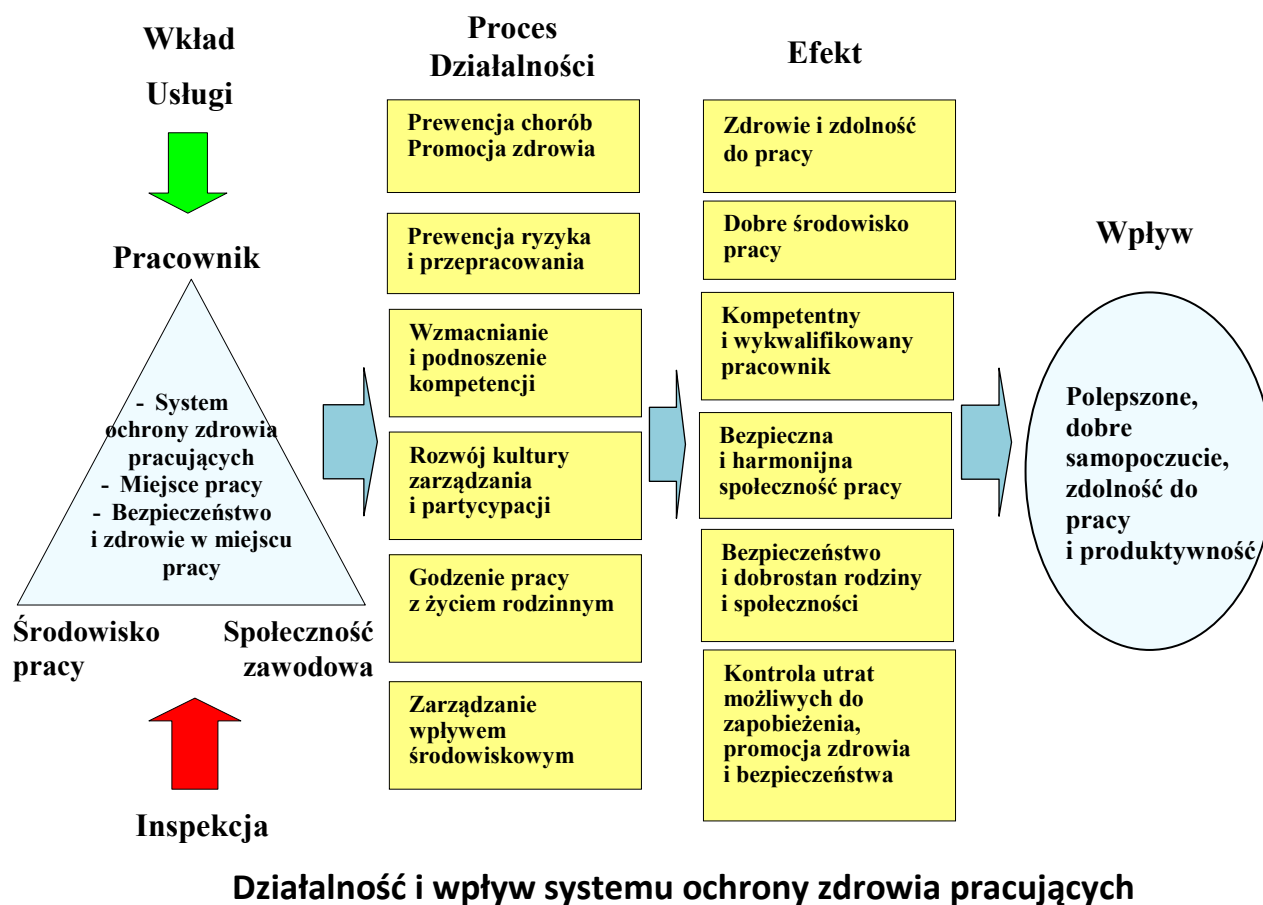 Wkład
Usługi
Pracownik
- System
ochrony zdrowia
pracujących
- Miejsce pracy
- Bezpieczeństwo
i zdrowie w miejscu
pracy
Środowisko
pracy
Społeczność
zawodowa
Inspekcja
Proces
Działalności
Prewencja chorób
Promocja zdrowia
Prewencja ryzyka
i przepracowania
Wzmacnianie
i podnoszenie
kompetencji
Rozwój kultury
zarządzania
i partycypacji
Godzenie pracy
z życiem rodzinnym
Zarządzanie
wpływem
środowiskowym
Efekt
Zdrowie i zdolność
do pracy
Dobre środowisko
pracy
Kompetentny
i wykwalifikowany
pracownik
Bezpieczna
i harmonijna
społeczność pracy
Bezpieczeństwo
i dobrostan rodziny
i społeczności
Kontrola utrat
możliwych do
zapobieżenia,
promocja zdrowia
i bezpieczeństwa
Wpływ
Polepszone,
dobre
samopoczucie,
zdolność do
pracy
i produktywność
Działalność i wpływ systemu ochrony zdrowia pracujących